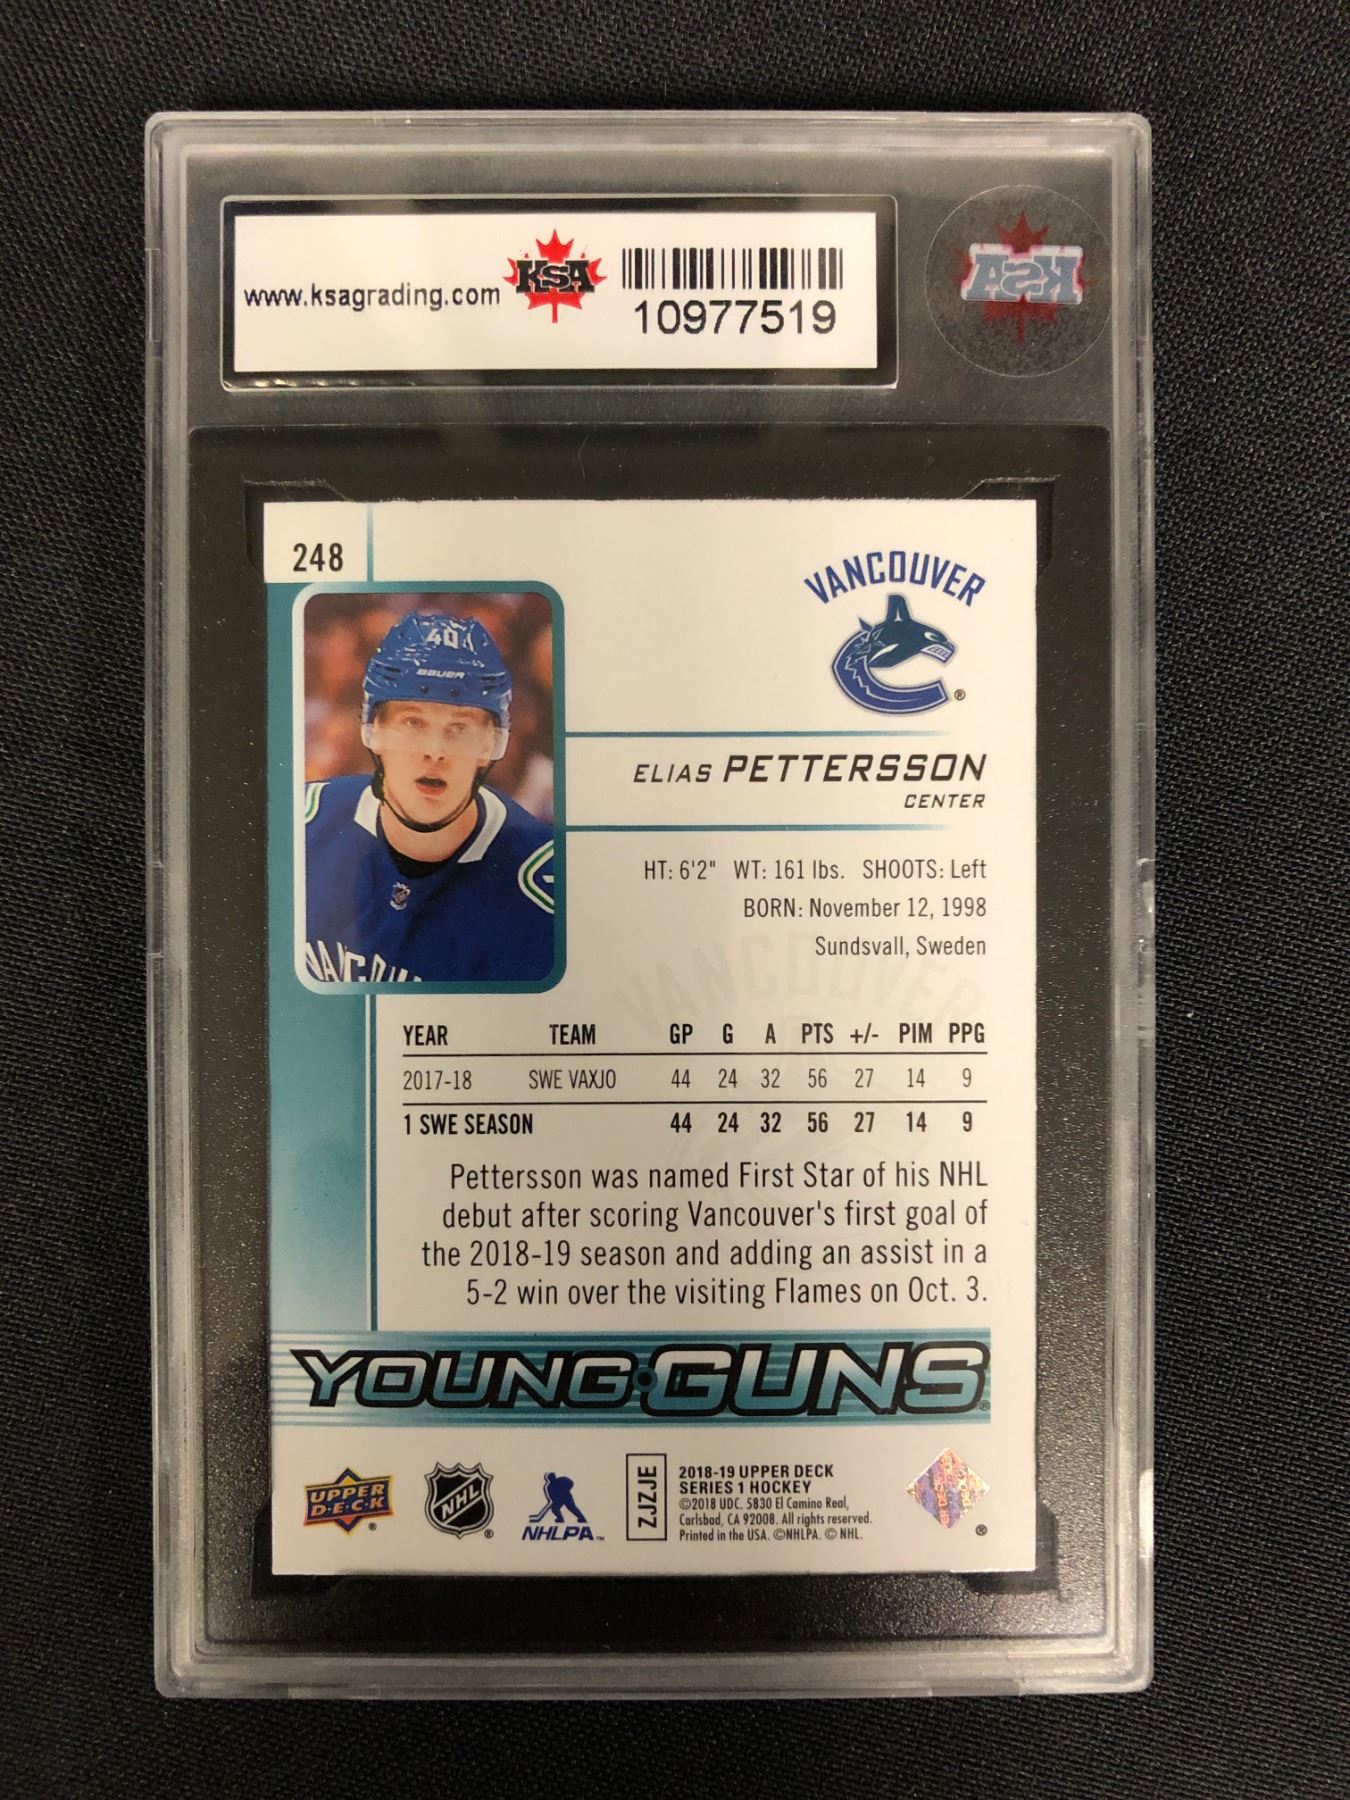 www.ksagrading.com
KSA
10977519
KSA
248
VANCOUVER
®
40
BAUER
ELIAS PETTERSSON
CENTER
HT: 6'2" WT: 161 lbs. SHOOTS: Left
BORN: November 12, 1998
Sundsvall, Sweden
VANCOUVER
YEAR TEAM GP G A PTS +/- PIM PPG
2017-18 SWE VAXJO 44 24 32 56 27 14 9
1 SWE SEASON 44 24 32 56 27 14 9
Pettersson was named First Star of his NHL
debut after scoring Vancouver's first goal of
the 2018-19 season and adding an assist in a
5-2 win over the visiting Flames on Oct. 3.
YOUNG GUNS®
UPPER
D·E·C·K
®
NHL
®
NHLPA™
ZJZJE
2018-19 UPPER DECK
SERIES 1 HOCKEY
©2018 UDC. 5830 El Camino Real,
Carlsbad, CA 92008. All rights reserved.
Printed in the USA. ©NHLPA. © NHL.
®